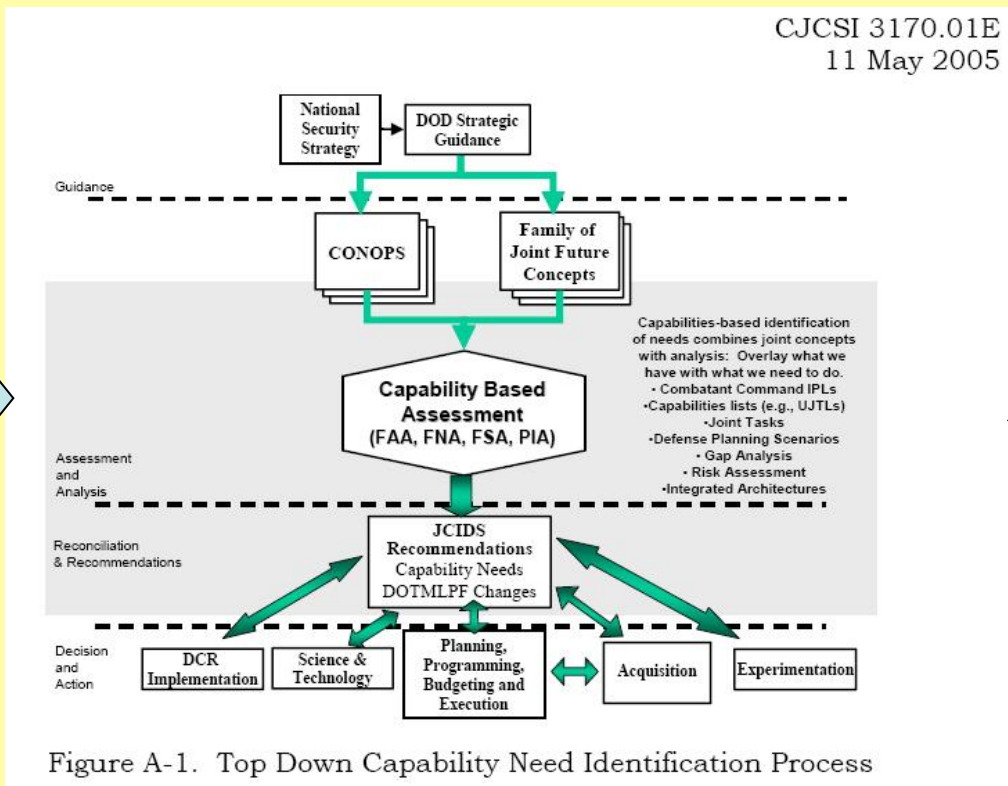 CJCSI 3170.01E
11 May 2005
National
Security
Strategy
DOD Strategic
Guidance
Guidance
CONOPS
Family of
Joint Future
Concepts
Capabilities-based identification
of needs combines joint concepts
with analysis: Overlay what we
have with what we need to do.
• Combatant Command IPLs
•Capabilities lists (e.g., UJTLs)
•Joint Tasks
•Defense Planning Scenarios
• Gap Analysis
• Risk Assessment
•Integrated Architectures
Capability Based
Assessment
(FAA, FNA, FSA, PIA)
Assessment
and
Analysis
Reconciliation
& Recommendations
JCIDS
Recommendations
Capability Needs
DOTMLPF Changes
Decision
and
Action
DCR
Implementation
Science &
Technology
Planning,
Programming,
Budgeting and
Execution
Acquisition
Experimentation
Figure A-1. Top Down Capability Need Identification Process